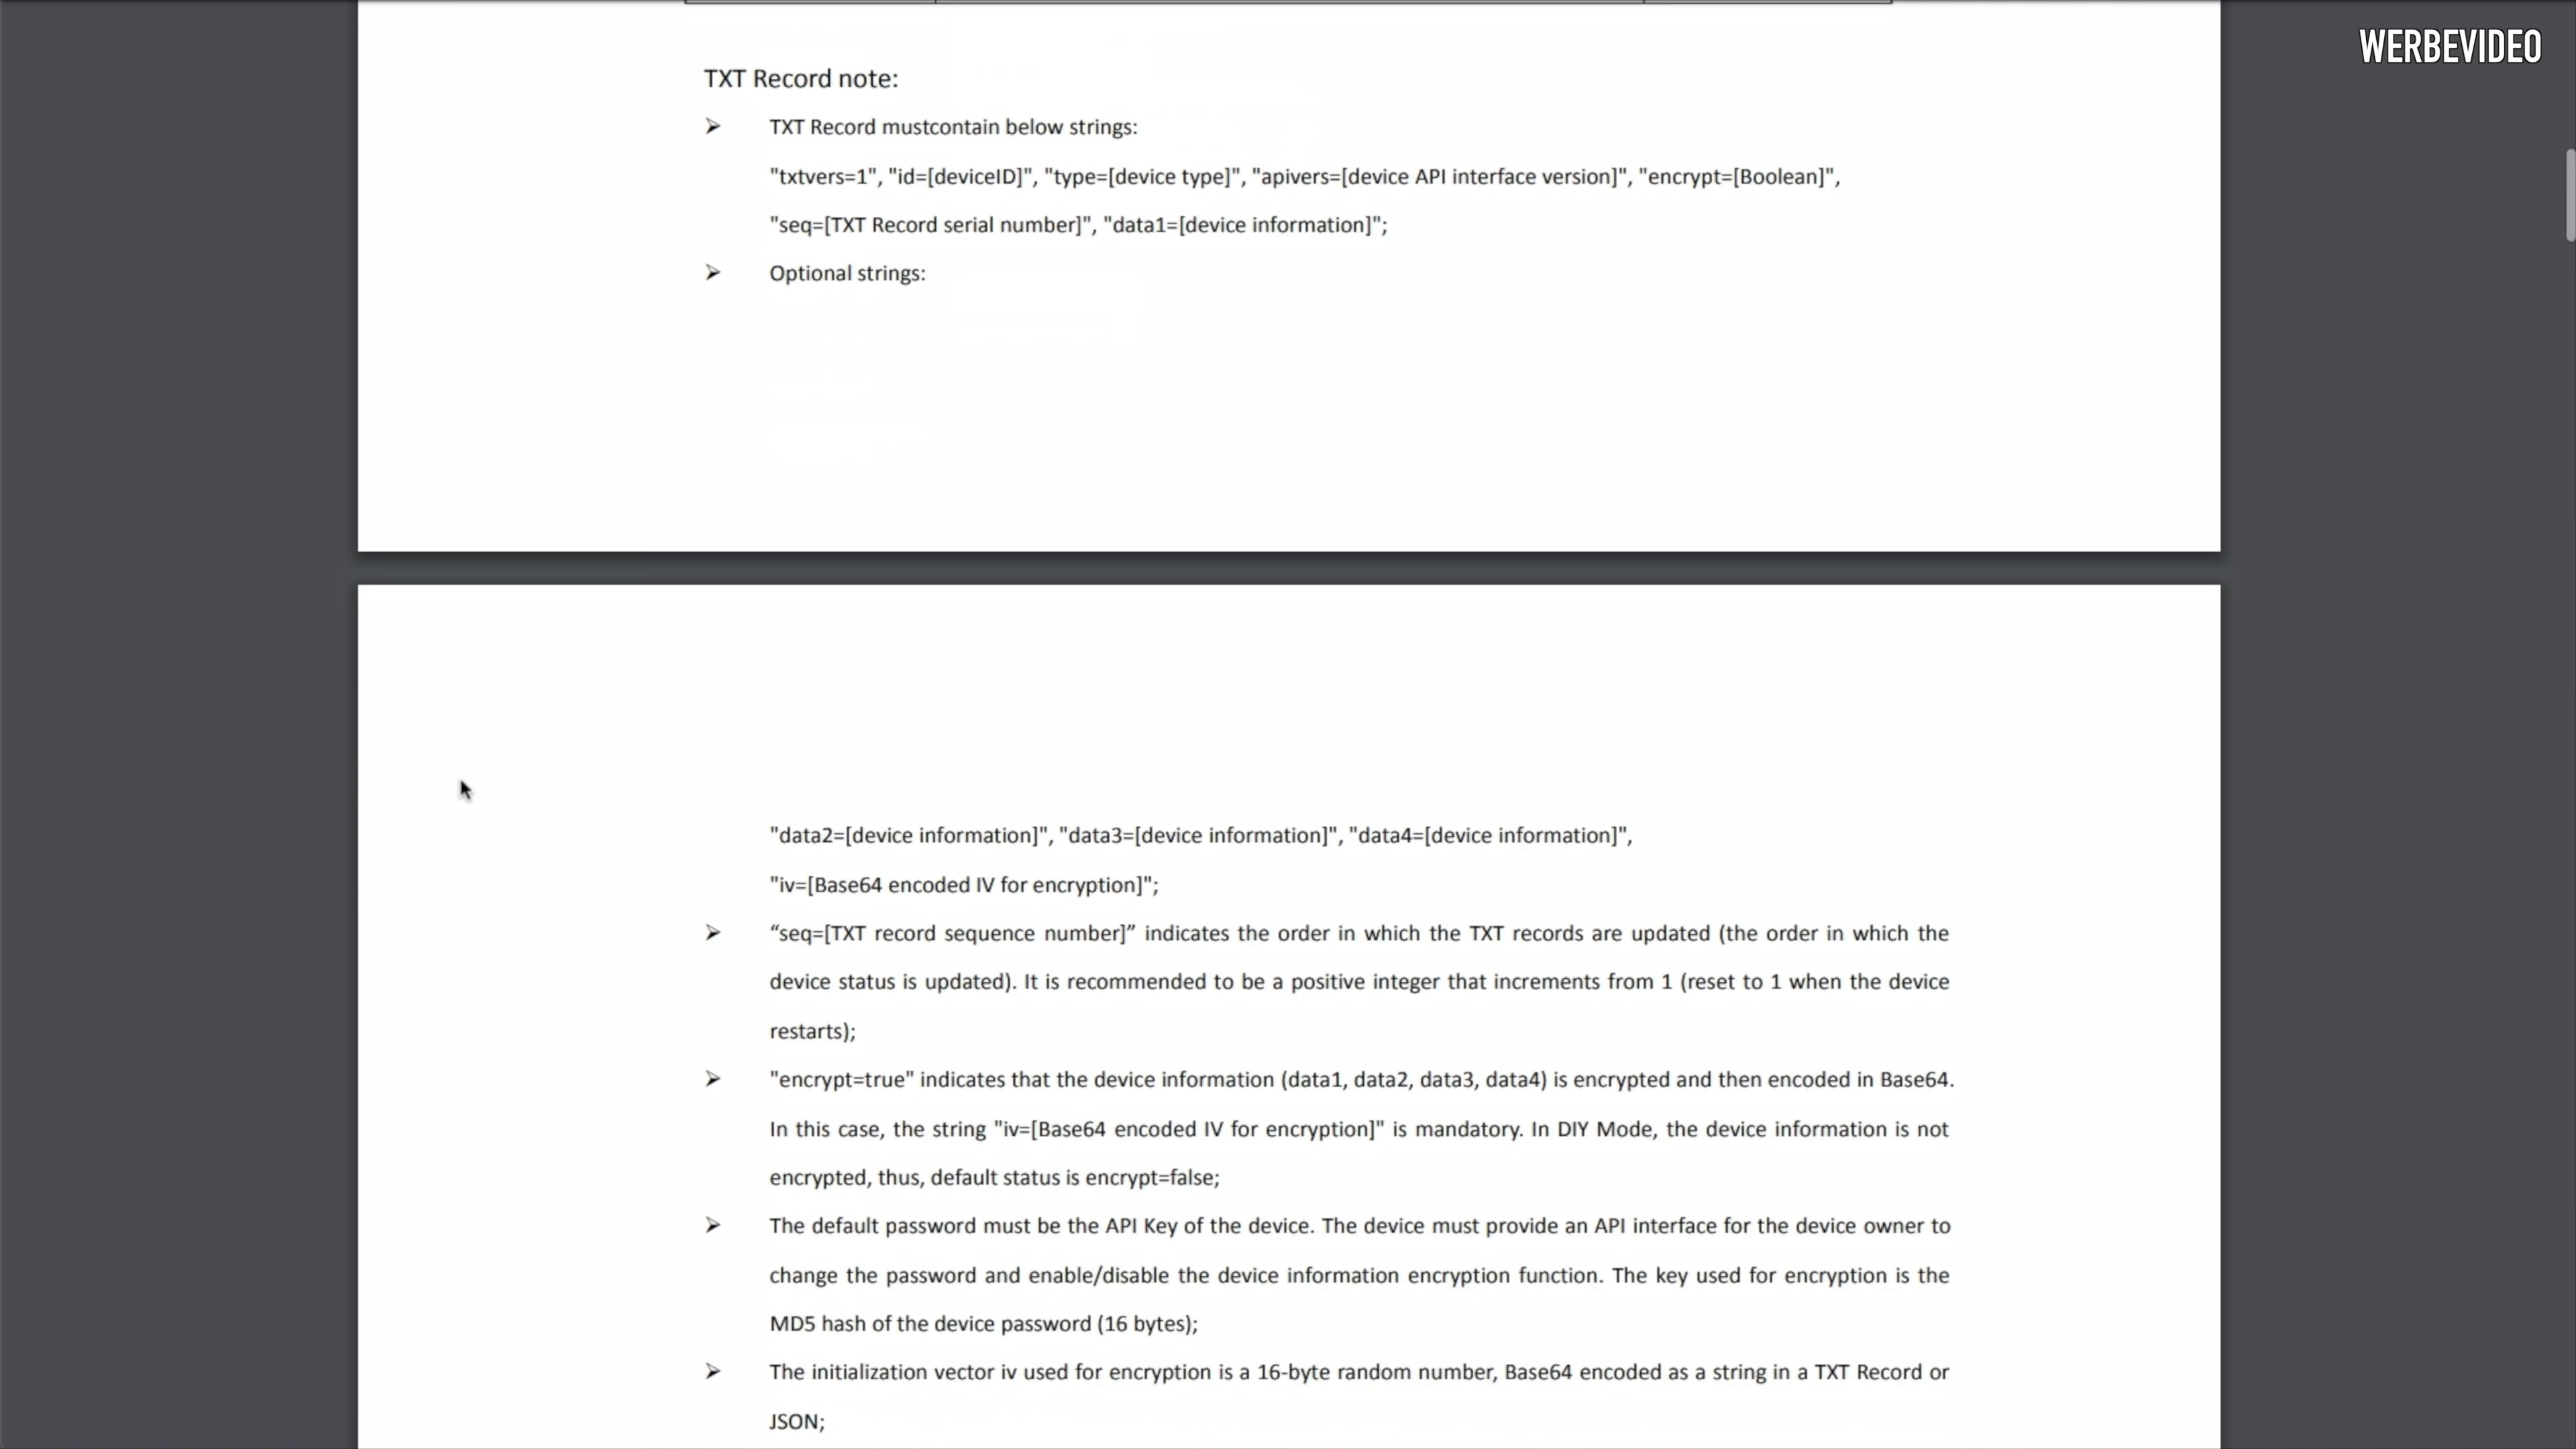 WERBEVIDEO
TXT Record note:
➢ TXT Record mustcontain below strings:
"txtvers=1", "id=[deviceID]", "type=[device type]", "apivers=[device API interface version]", "encrypt=[Boolean]",
"seq=[TXT Record serial number]", "data1=[device information]";
➢ Optional strings:
"data2=[device information]", "data3=[device information]", "data4=[device information]",
"iv=[Base64 encoded IV for encryption]";
➢ “seq=[TXT record sequence number]” indicates the order in which the TXT records are updated (the order in which the
device status is updated). It is recommended to be a positive integer that increments from 1 (reset to 1 when the device
restarts);
➢ "encrypt=true" indicates that the device information (data1, data2, data3, data4) is encrypted and then encoded in Base64.
In this case, the string "iv=[Base64 encoded IV for encryption]" is mandatory. In DIY Mode, the device information is not
encrypted, thus, default status is encrypt=false;
➢ The default password must be the API Key of the device. The device must provide an API interface for the device owner to
change the password and enable/disable the device information encryption function. The key used for encryption is the
MD5 hash of the device password (16 bytes);
➢ The initialization vector iv used for encryption is a 16-byte random number, Base64 encoded as a string in a TXT Record or
JSON;